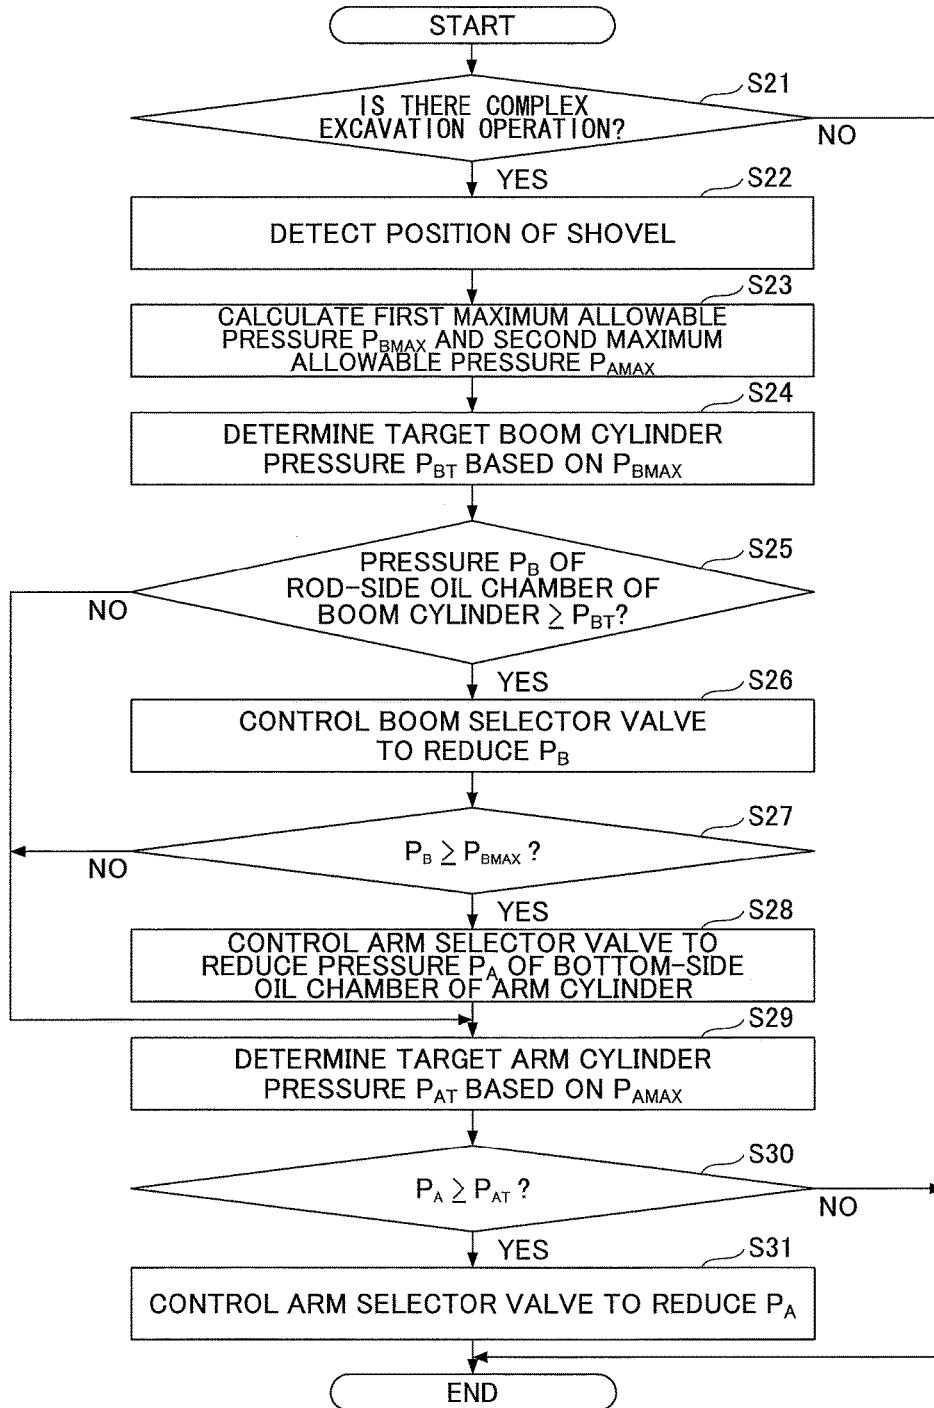 START
S21
IS THERE COMPLEX
EXCAVATION OPERATION?
NO
YES
S22
DETECT POSITION OF SHOVEL
S23
CALCULATE FIRST MAXIMUM ALLOWABLE
PRESSURE PBMAX AND SECOND MAXIMUM
ALLOWABLE PRESSURE PAMAX
S24
DETERMINE TARGET BOOM CYLINDER
PRESSURE PBT BASED ON PBMAX
S25
PRESSURE PB OF
ROD-SIDE OIL CHAMBER OF
BOOM CYLINDER ≥ PBT?
NO
YES
S26
CONTROL BOOM SELECTOR VALVE
TO REDUCE PB
S27
PB ≥ PBMAX ?
NO
YES
S28
CONTROL ARM SELECTOR VALVE TO
REDUCE PRESSURE PA OF BOTTOM-SIDE
OIL CHAMBER OF ARM CYLINDER
S29
DETERMINE TARGET ARM CYLINDER
PRESSURE PAT BASED ON PAMAX
S30
PA ≥ PAT ?
NO
YES
S31
CONTROL ARM SELECTOR VALVE TO REDUCE PA
END